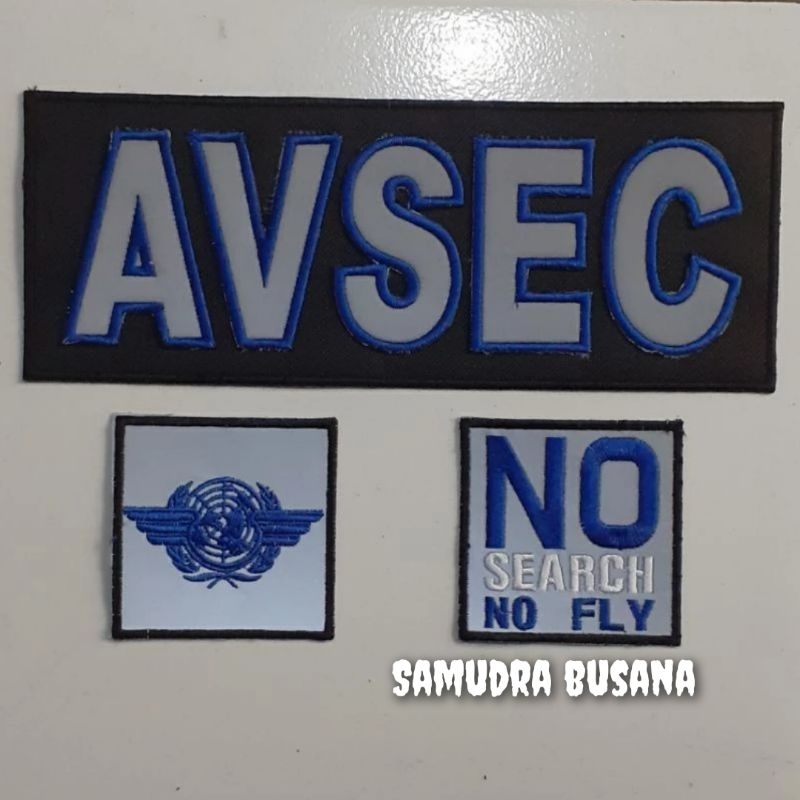 AVSEC
NO
SEARCH
NO FLY
SAMUDRA BUSANA